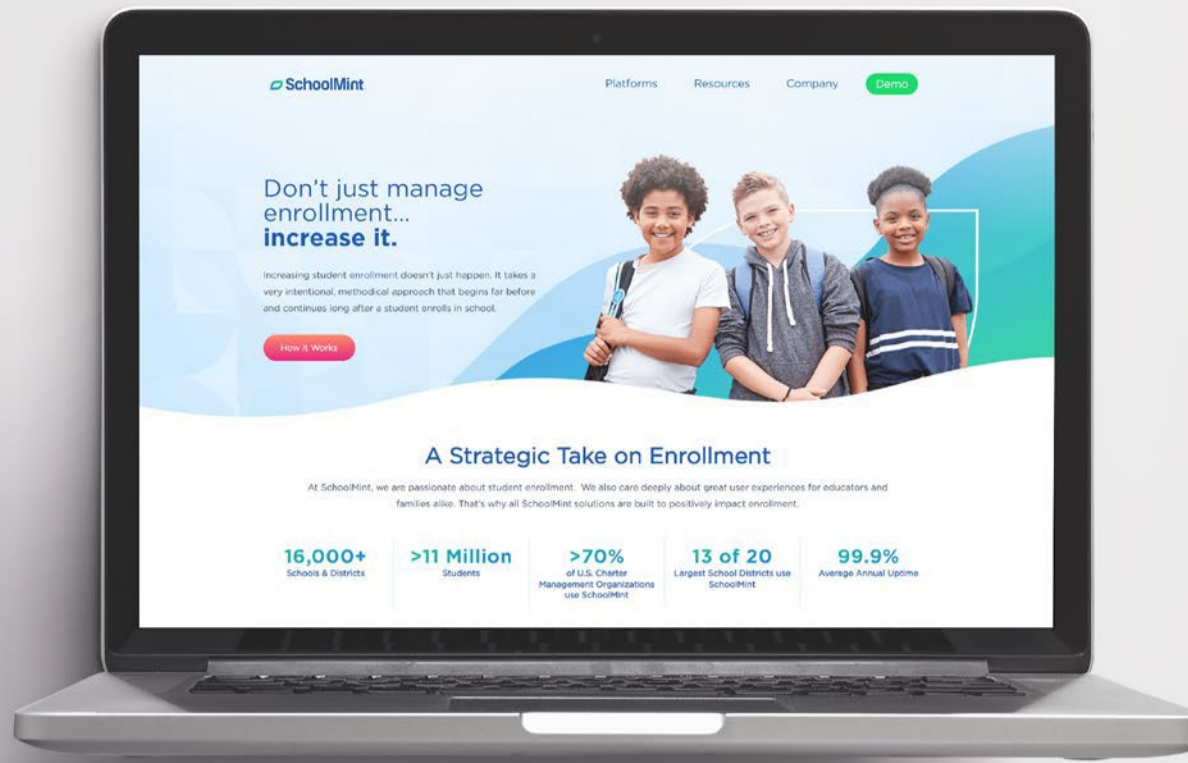 SchoolMint
Platforms Resources Company Demo
Don't just manage
enrollment...
increase it.
Increasing student enrollment doesn't just happen. It takes a
very intentional, methodical approach that begins far before
and continues long after a student enrolls in school.
How it Works
A Strategic Take on Enrollment
At SchoolMint, we are passionate about student enrollment. We also care deeply about great user experiences for educators and
families alike. That's why all SchoolMint solutions are built to positively impact enrollment.
16,000+
Schools & Districts
>11 Million
Students
>70%
of U.S. Charter
Management Organizations
use SchoolMint
13 of 20
Largest School Districts use
SchoolMint
99.9%
Average Annual Uptime